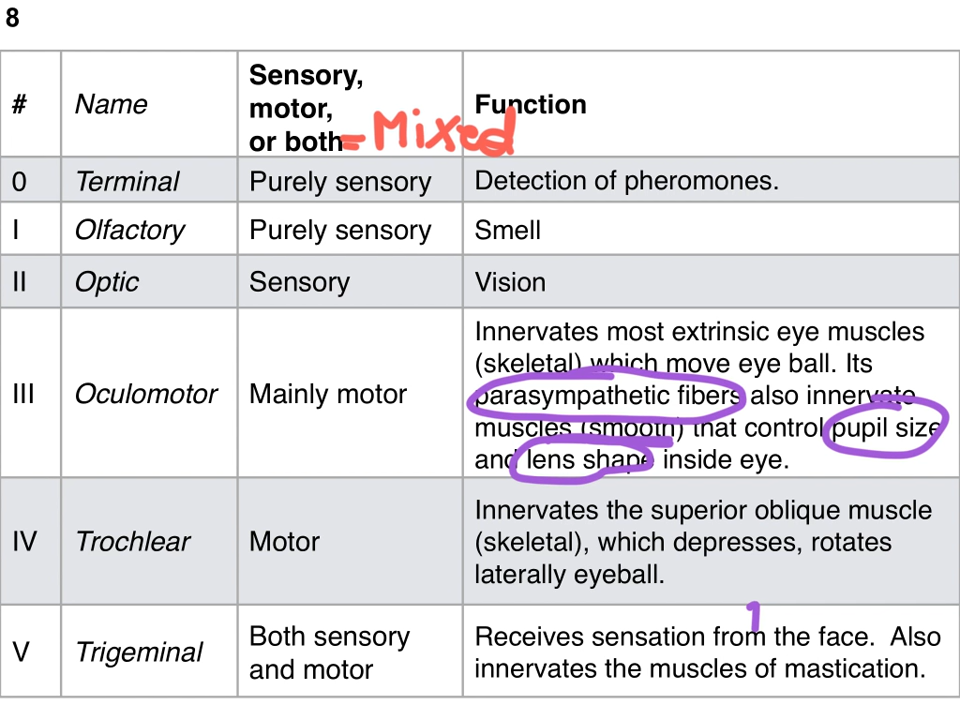 8
# Name Sensory, motor, or both = Mixed Function
0 Terminal Purely sensory Detection of pheromones.
I Olfactory Purely sensory Smell
II Optic Sensory Vision
III Oculomotor Mainly motor Innervates most extrinsic eye muscles
(skeletal) which move eye ball. Its
parasympathetic fibers also innervate
muscles (smooth) that control pupil size
and lens shape inside eye.
IV Trochlear Motor Innervates the superior oblique muscle
(skeletal), which depresses, rotates
laterally eyeball.
V Trigeminal Both sensory and motor Receives sensation from the face. Also
innervates the muscles of mastication.
1